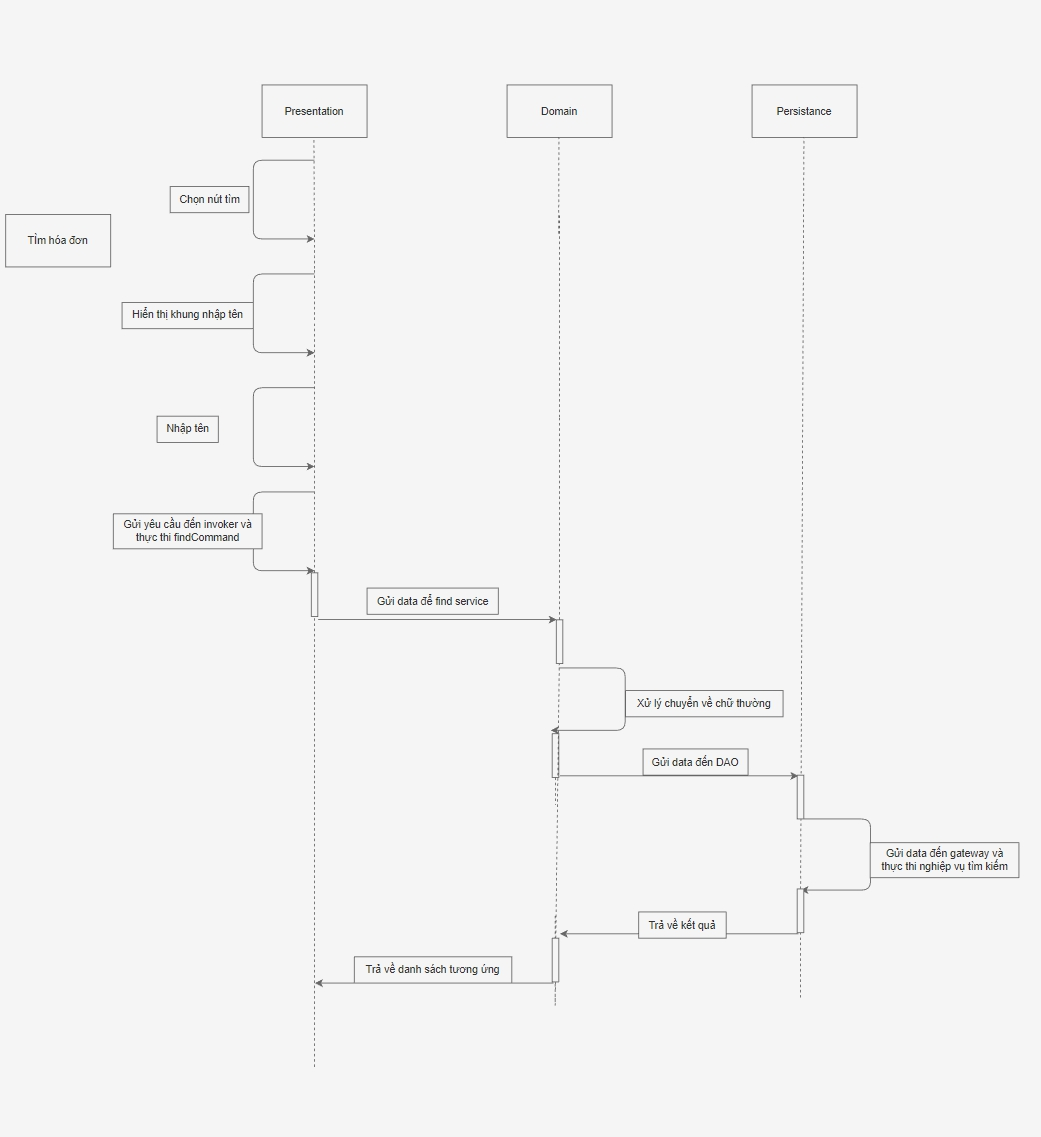 Presentation
Domain
Persistance
Chọn nút tìm
TÌm hóa đơn
Hiển thị khung nhập tên
Nhập tên
Gửi yêu cầu đến invoker và
thực thi findCommand
Gửi data để find service
Xử lý chuyển về chữ thường
Gửi data đến DAO
Gửi data đến gateway và
thực thi nghiệp vụ tìm kiếm
Trả về kết quả
Trả về danh sách tương ứng